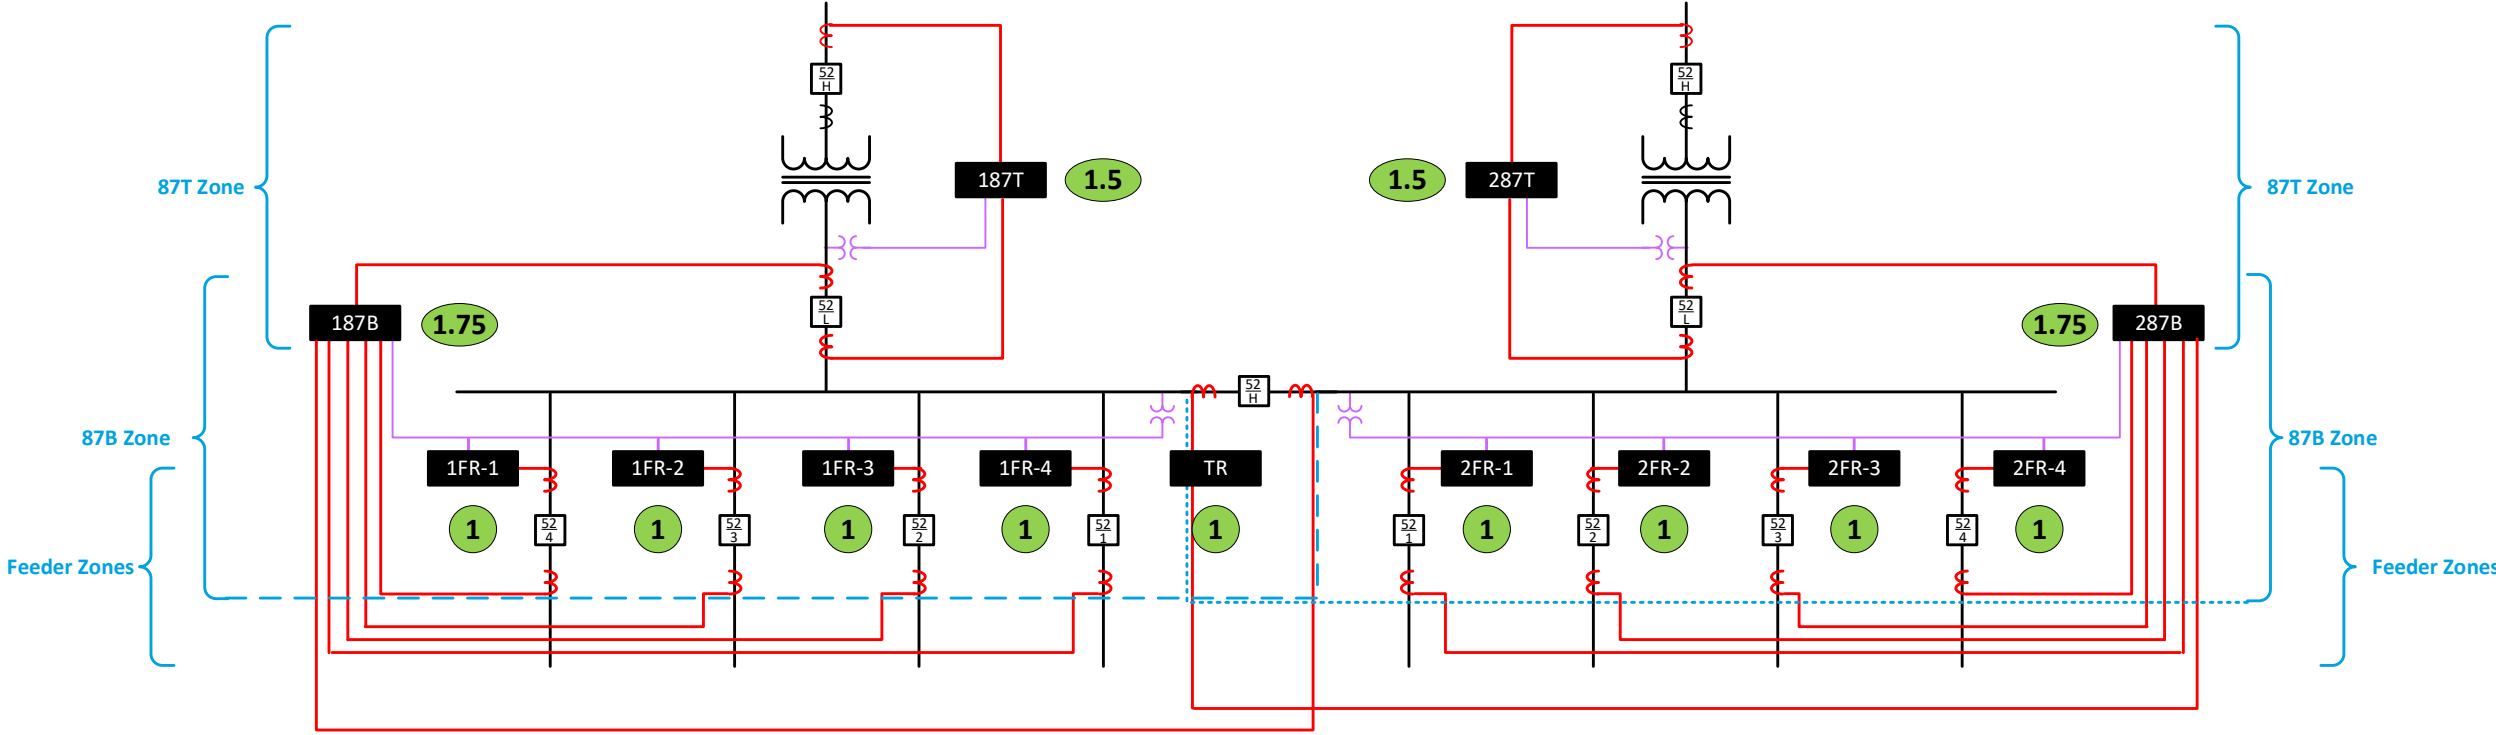 52
H
52
H
187T
1.5
1.5
287T
87T Zone
87T Zone
52
L
52
L
187B
1.75
1.75
287B
52
H
87B Zone
87B Zone
1FR-1
1FR-2
1FR-3
1FR-4
TR
2FR-1
2FR-2
2FR-3
2FR-4
1
52
4
1
52
3
1
52
2
1
52
1
1
52
1
1
52
2
1
52
3
1
52
4
1
Feeder Zones
Feeder Zones